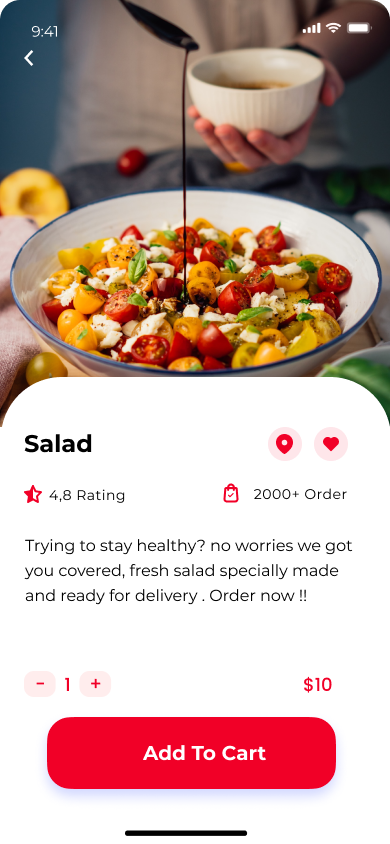 9:41
Salad
4,8 Rating
2000+ Order
Trying to stay healthy? no worries we got
you covered, fresh salad specially made
and ready for delivery . Order now !!
- 1 +
$10
Add To Cart